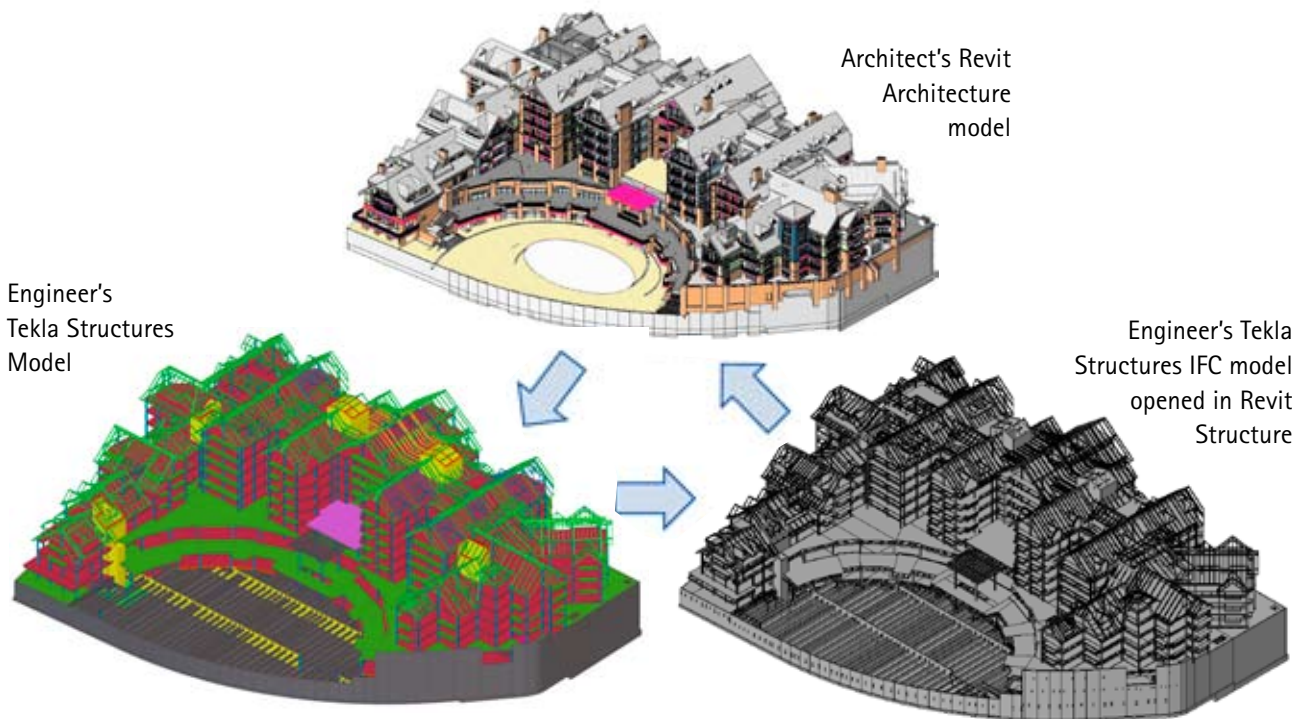 Architect's Revit
Architecture
model
Engineer's
Tekla Structures
Model
Engineer's Tekla
Structures IFC model
opened in Revit
Structure